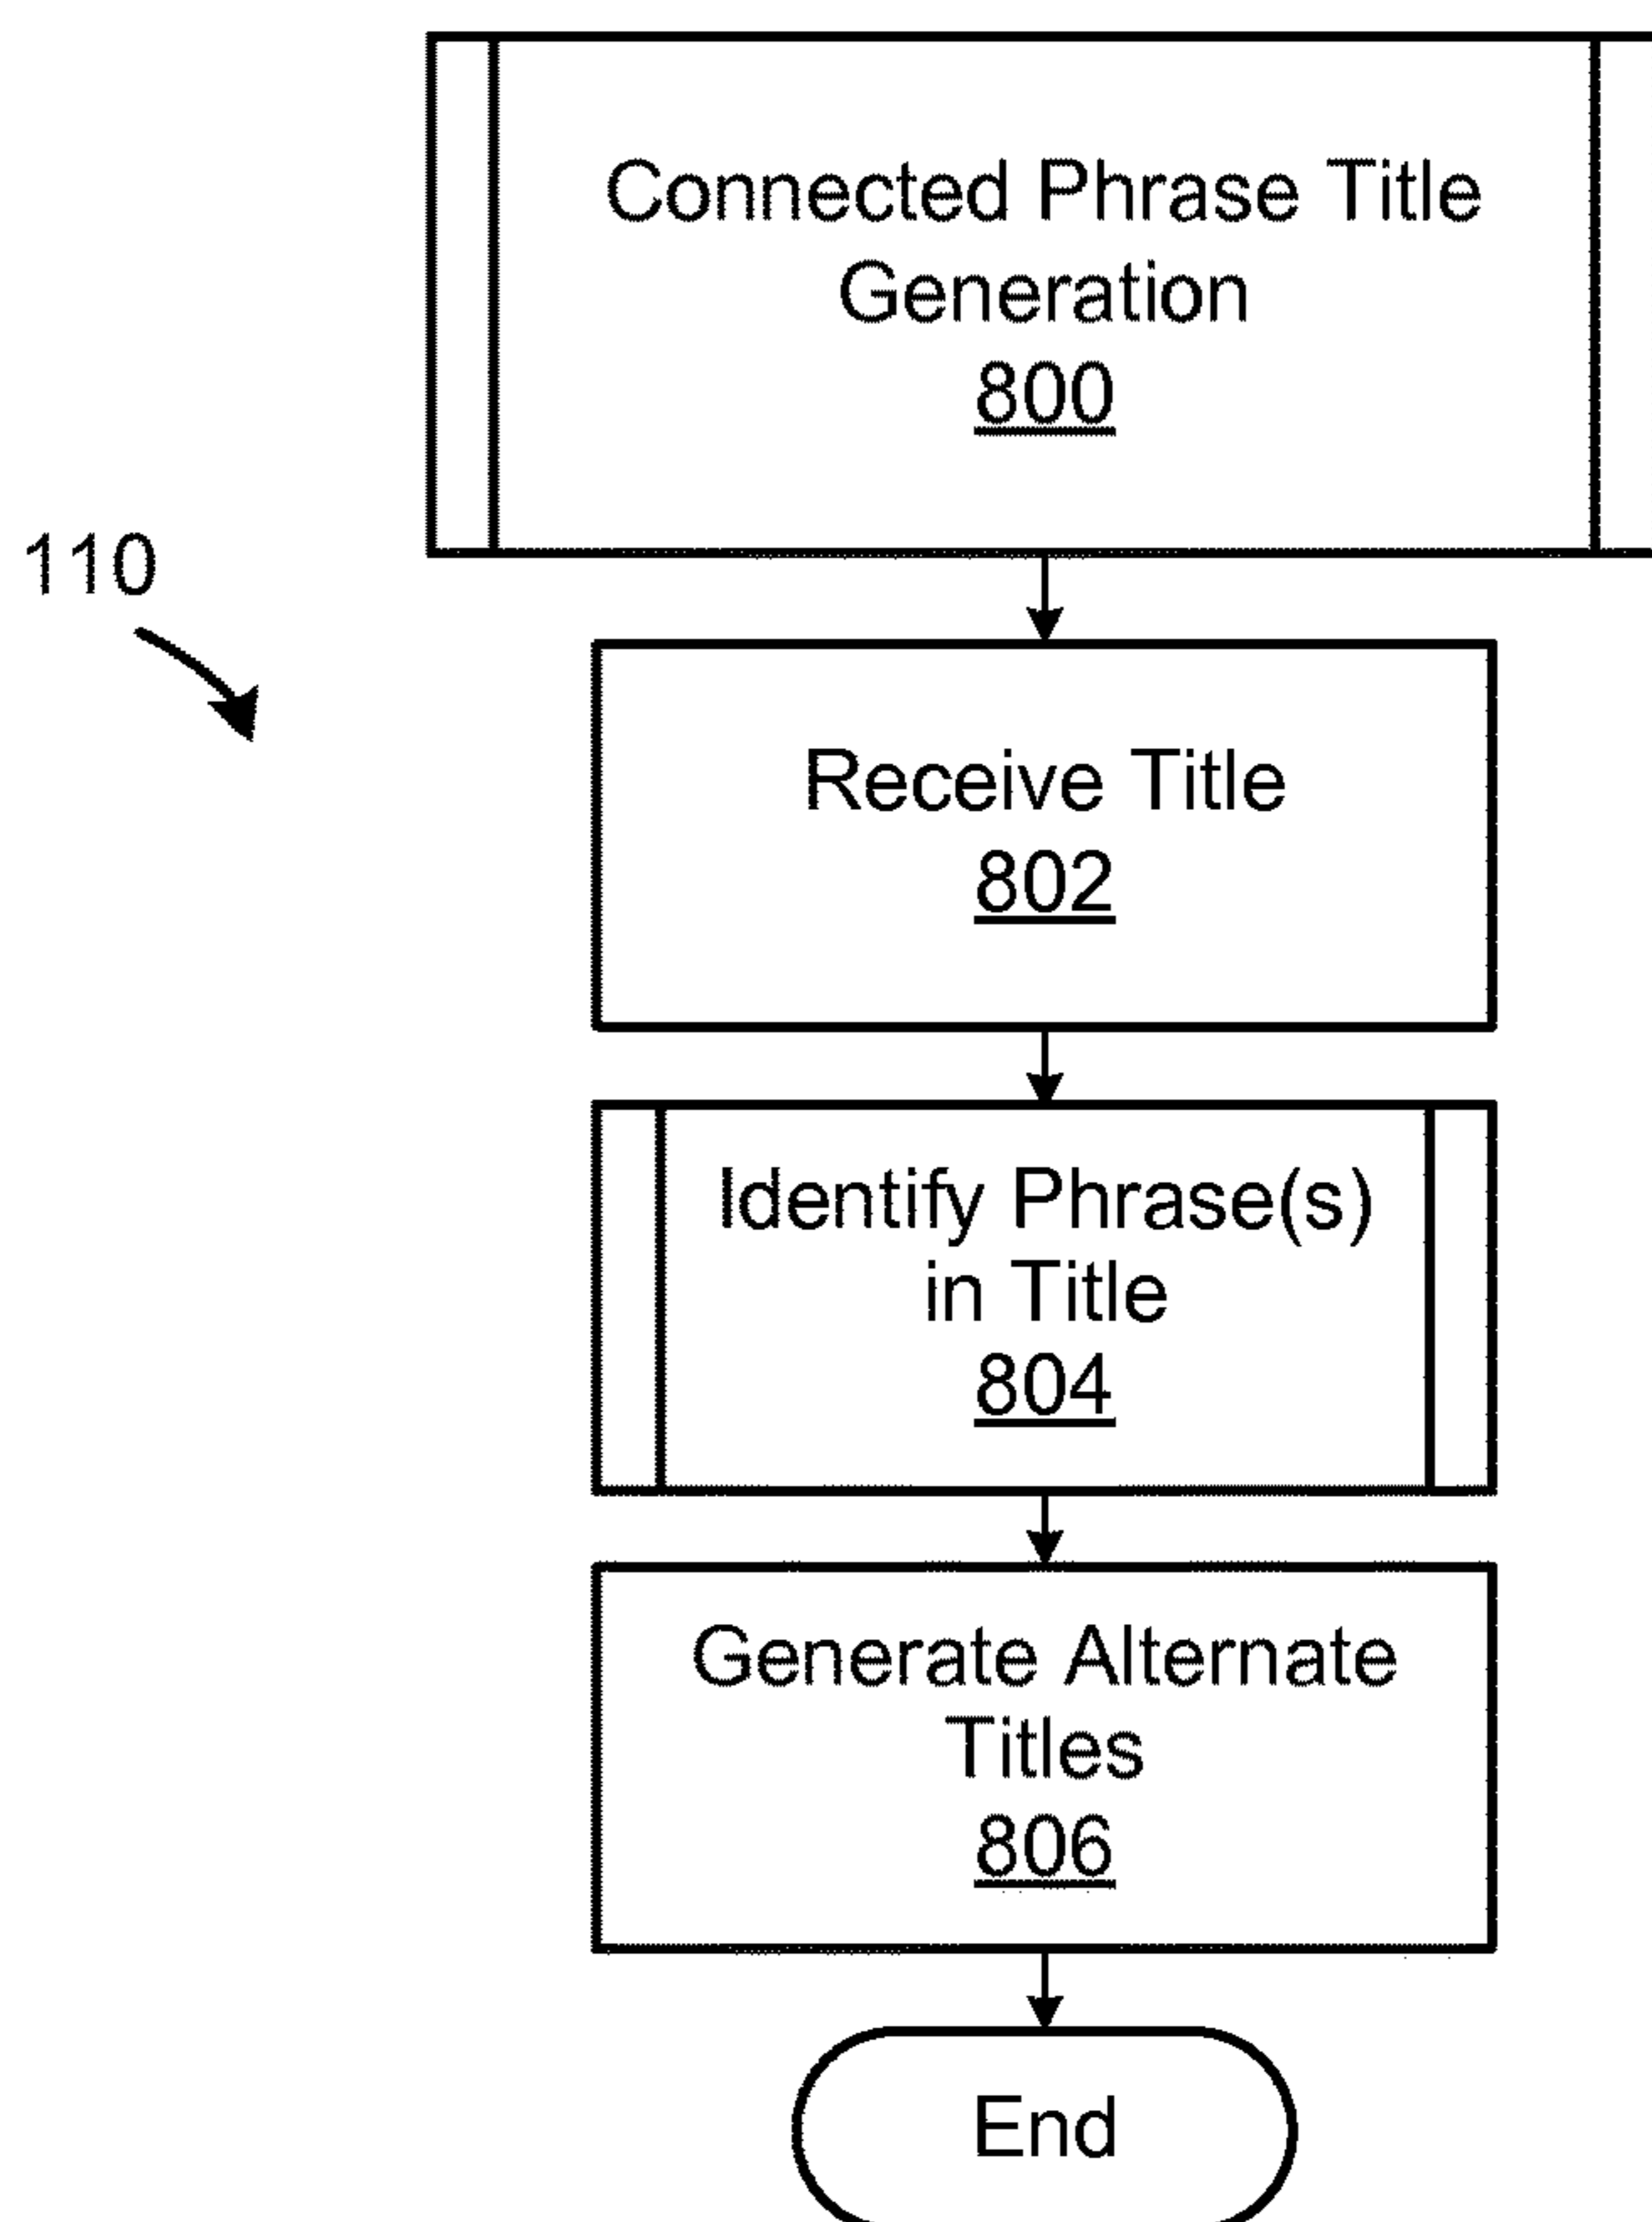 Connected Phrase Title
Generation
800
110
Receive Title
802
Identify Phrase(s)
in Title
804
Generate Alternate
Titles
806
End